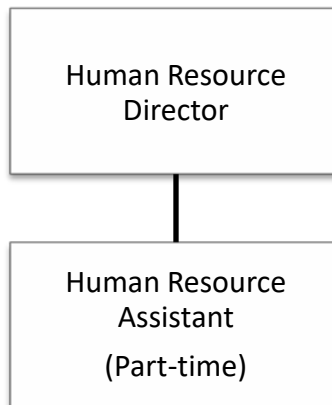 Human Resource
Director
Human Resource
Assistant
(Part-time)